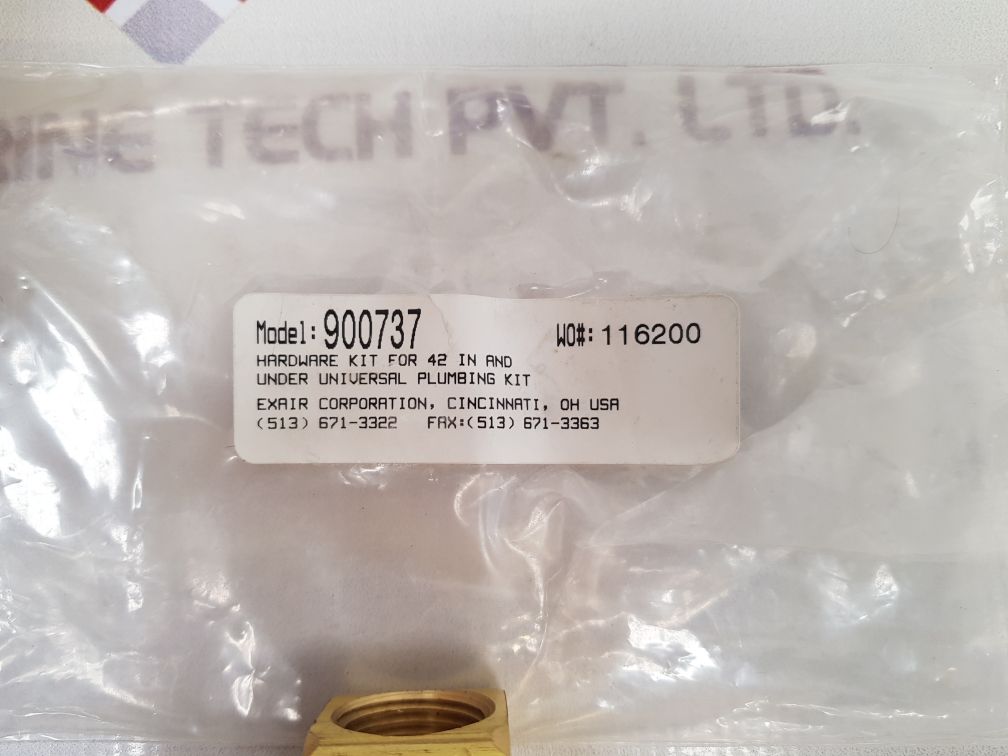 TECH PVT. LTD.
Model: 900737 WO#: 116200
HARDWARE KIT FOR 42 IN AND
UNDER UNIVERSAL PLUMBING KIT
EXAIR CORPORATION, CINCINNATI, OH USA
(513) 671-3322 FAX:(513) 671-3363